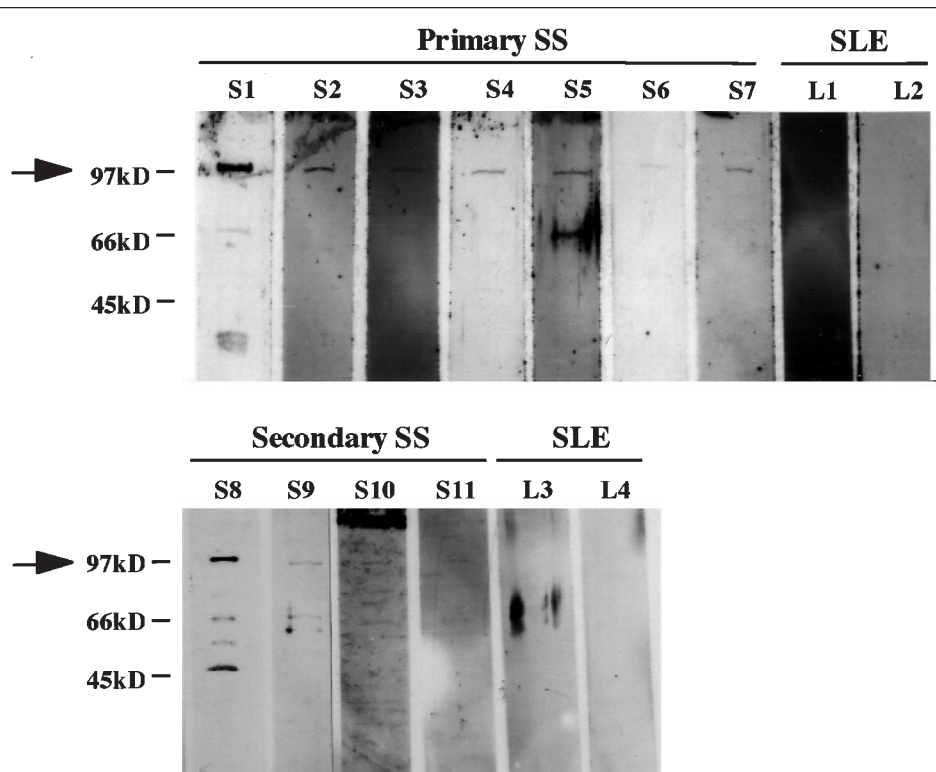 Primary SS SLE
S1 S2 S3 S4 S5 S6 S7 L1 L2
97kD
66kD
45kD
Secondary SS SLE
S8 S9 S10 S11 L3 L4
97kD
66kD
45kD